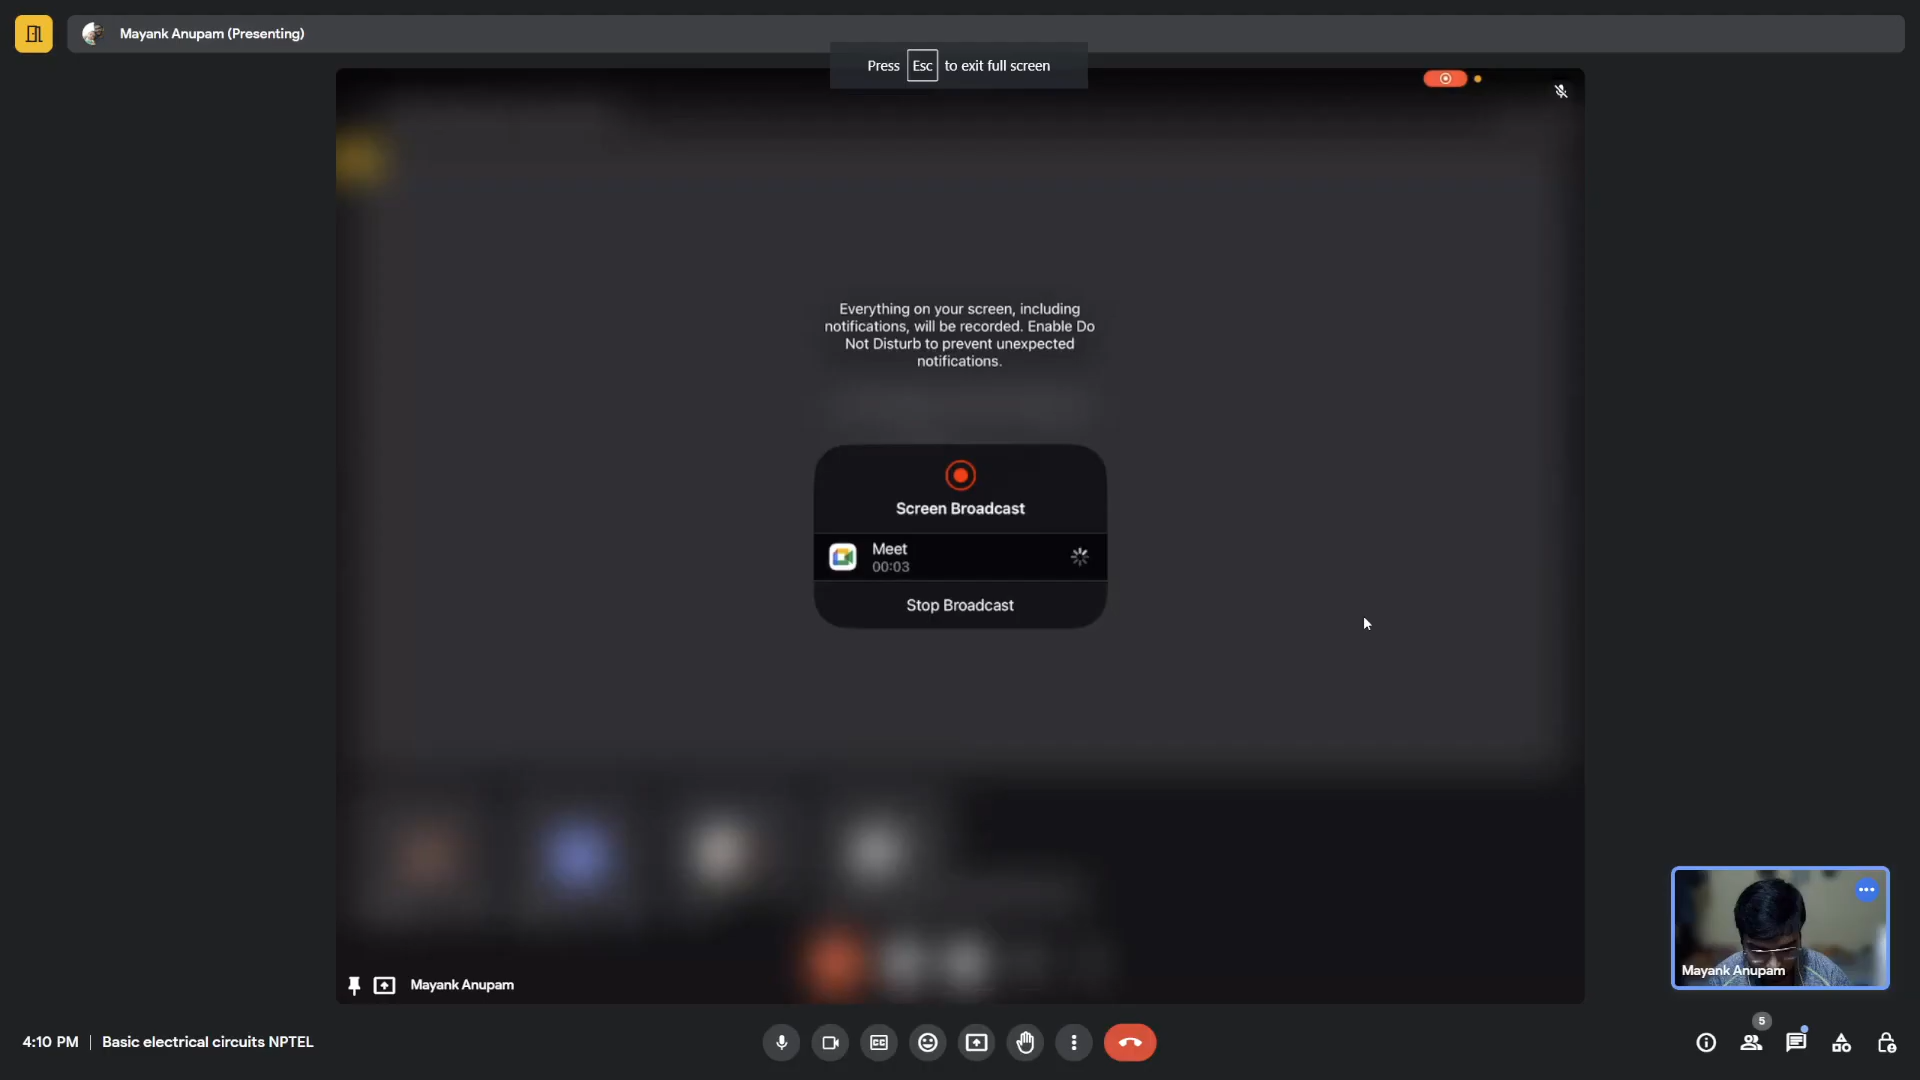 Mayank Anupam (Presenting)
Press Esc to exit full screen
Everything on your screen, including
notifications, will be recorded. Enable Do
Not Disturb to prevent unexpected
notifications.
Screen Broadcast
Meet
00:03
Stop Broadcast
Mayank Anupam
Mayank Anupam
4:10 PM | Basic electrical circuits NPTEL
CC
5